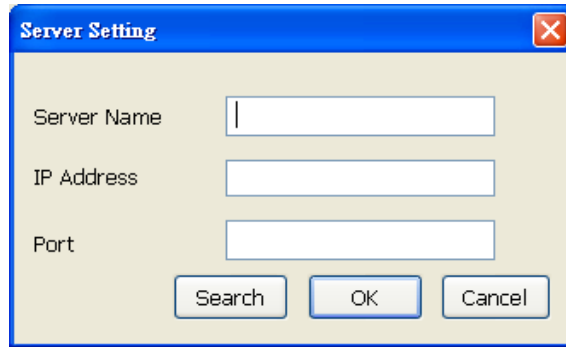 Server Setting
Server Name
IP Address
Port
Search OK Cancel